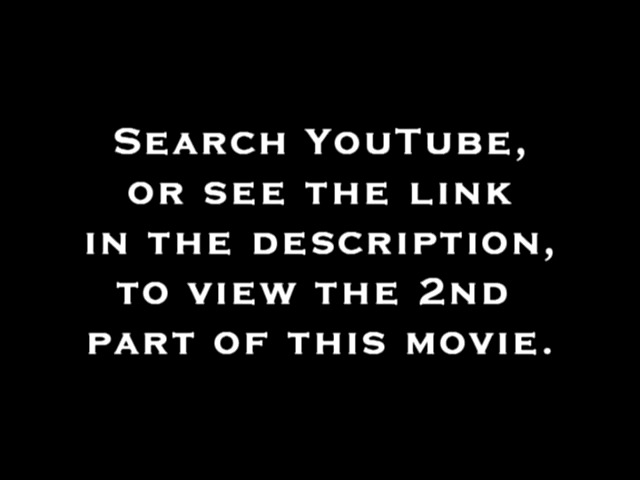 Search YouTube,
or see the link
in the description,
to view the 2nd
part of this movie.